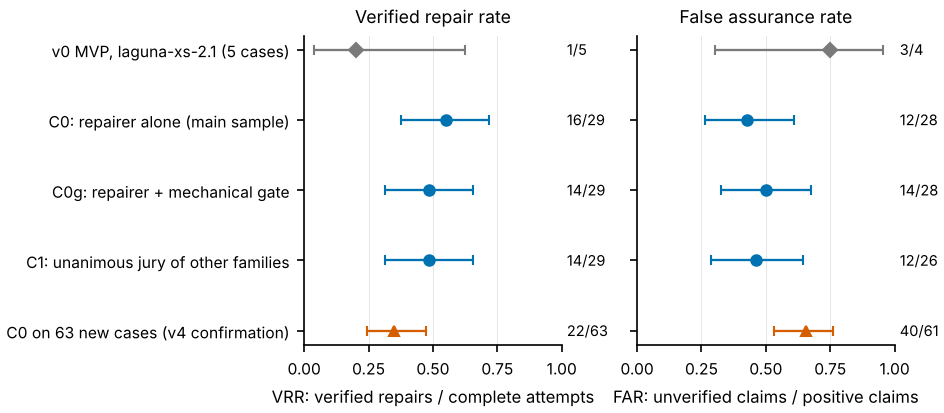 Verified repair rate
False assurance rate
v0 MVP, laguna-xs-2.1 (5 cases)
1/5
3/4
C0: repairer alone (main sample)
16/29
12/28
C0g: repairer + mechanical gate
14/29
14/28
C1: unanimous jury of other families
14/29
12/26
C0 on 63 new cases (v4 confirmation)
22/63
40/61
0.00 0.25 0.50 0.75 1.00
0.00 0.25 0.50 0.75 1.00
VRR: verified repairs / complete attempts
FAR: unverified claims / positive claims